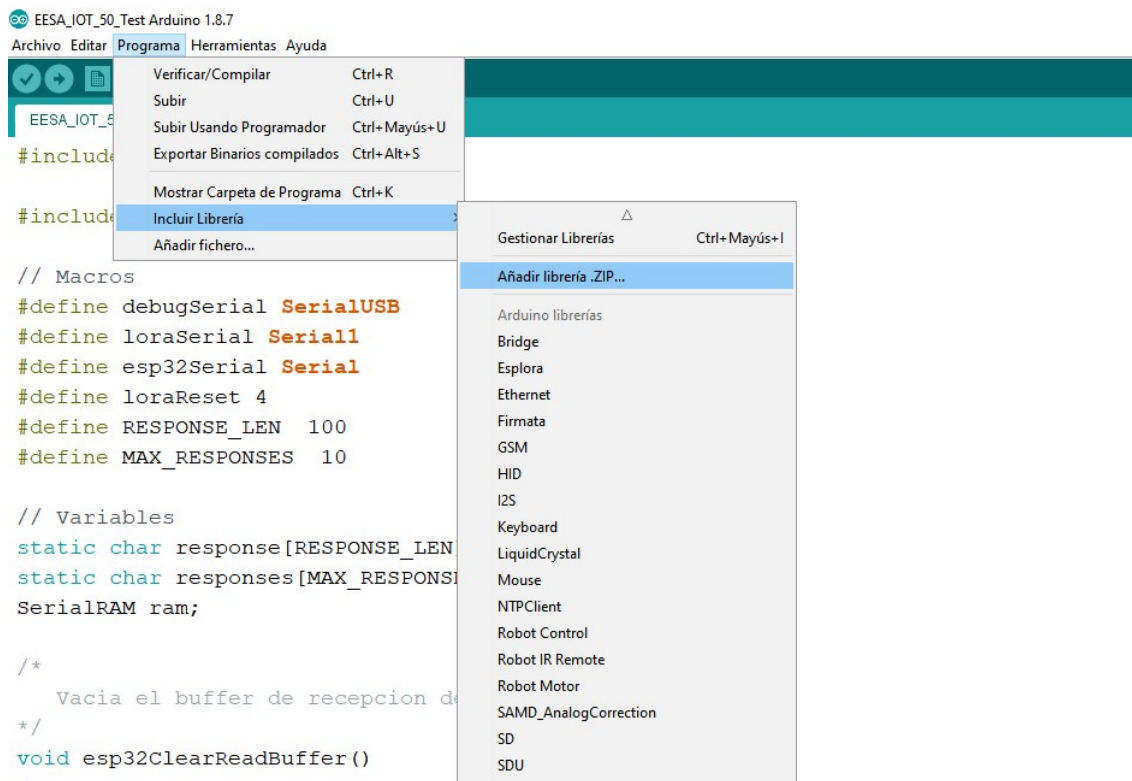 EESA_IOT_50_Test Arduino 1.8.7
Archivo Editar Programa Herramientas Ayuda
Verificar/Compilar Ctrl+R
Subir Ctrl+U
Subir Usando Programador Ctrl+Mayús+U
Exportar Binarios compilados Ctrl+Alt+S
Mostrar Carpeta de Programa Ctrl+K
Incluir Librería
Añadir fichero...
Gestionar Librerías Ctrl+Mayús+I
Añadir librería .ZIP...
Arduino librerías
Bridge
Esplora
Ethernet
Firmata
GSM
HID
I2S
Keyboard
LiquidCrystal
Mouse
NTPClient
Robot Control
Robot IR Remote
Robot Motor
SAMD_AnalogCorrection
SD
SDU
EESA_IOT_5
#include
#include
// Macros
#define debugSerial SerialUSB
#define loraSerial Serial1
#define esp32Serial Serial
#define loraReset 4
#define RESPONSE_LEN 100
#define MAX_RESPONSES 10
// Variables
static char response[RESPONSE_LEN
static char responses[MAX_RESPONS
SerialRAM ram;
/*
Vacia el buffer de recepcion de
*/
void esp32ClearReadBuffer()